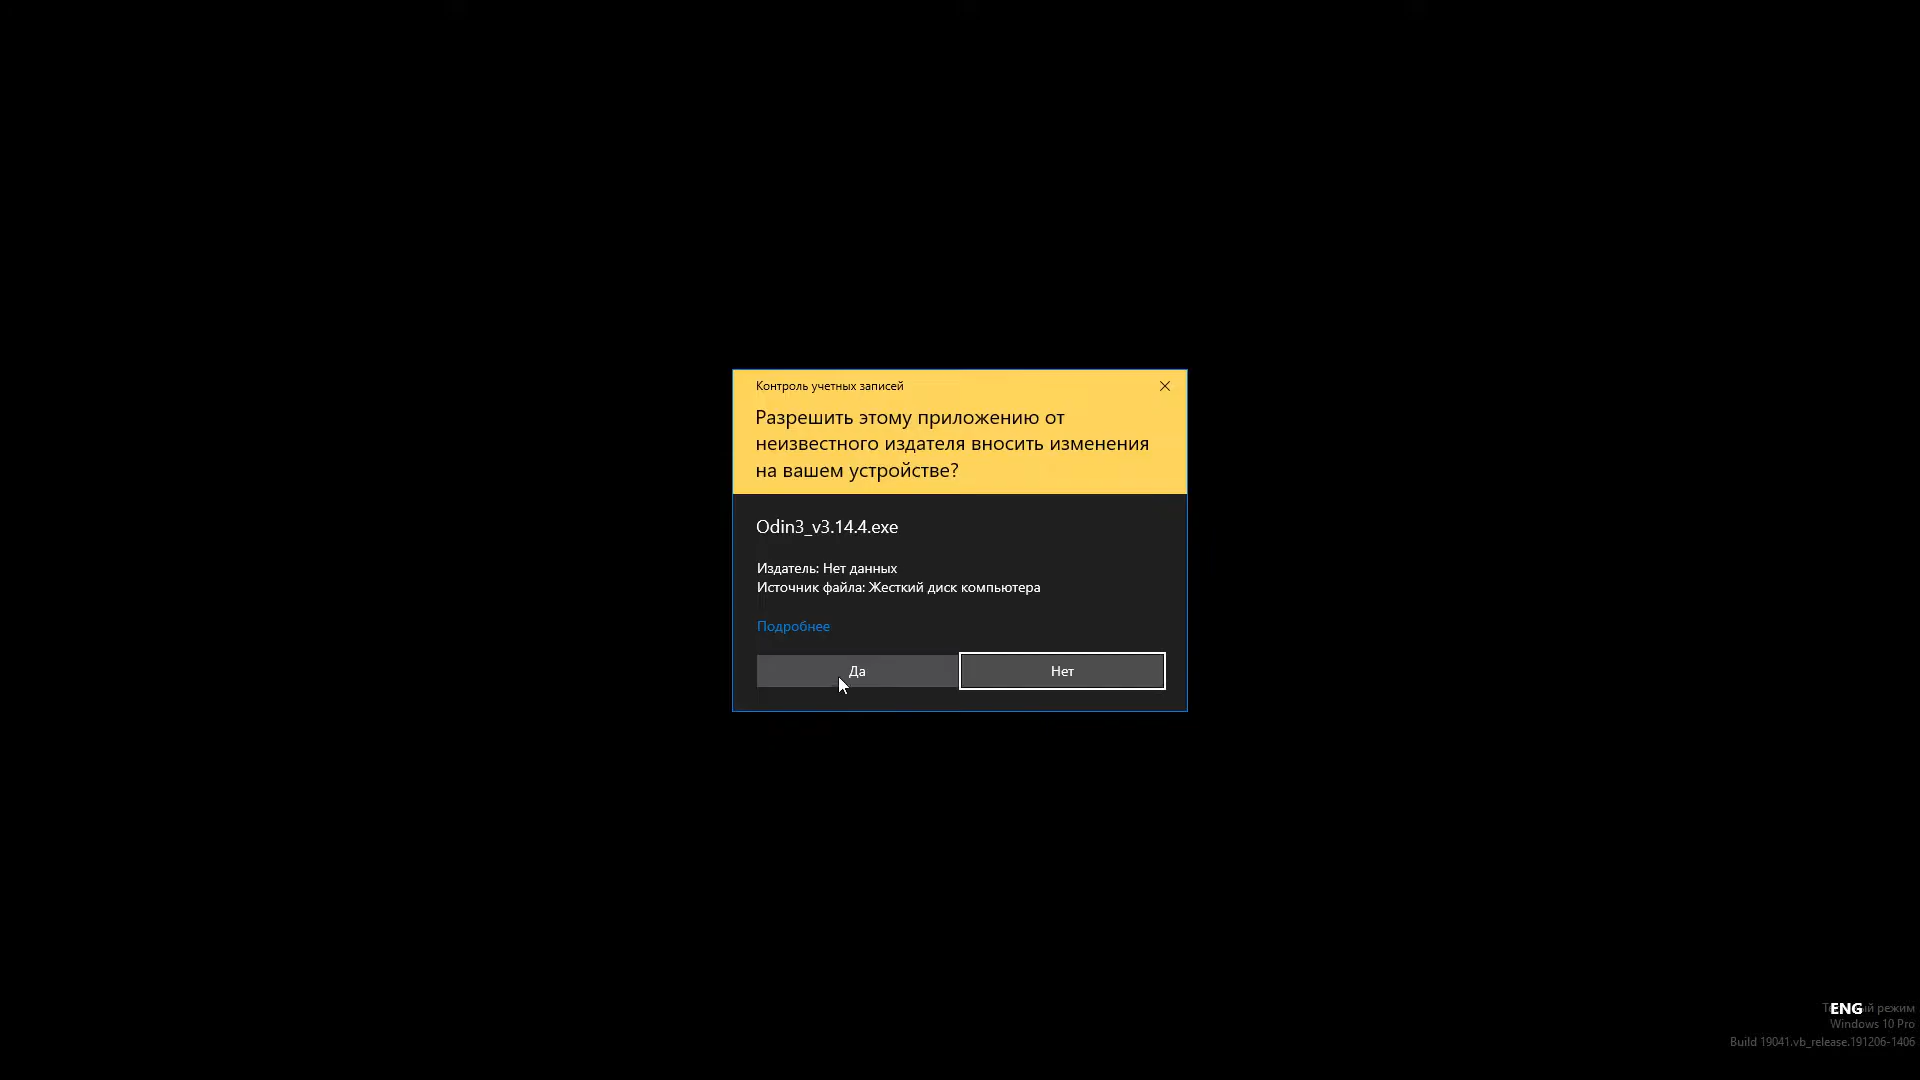 Контроль учетных записей
Разрешить этому приложению от
неизвестного издателя вносить изменения
на вашем устройстве?
Odin3_v3.14.4.exe
Издатель: Нет данных
Источник файла: Жесткий диск компьютера
Подробнее
Да
Нет
ENG
режим
Windows 10 Pro
Build 19041.vb_release.191206-1406